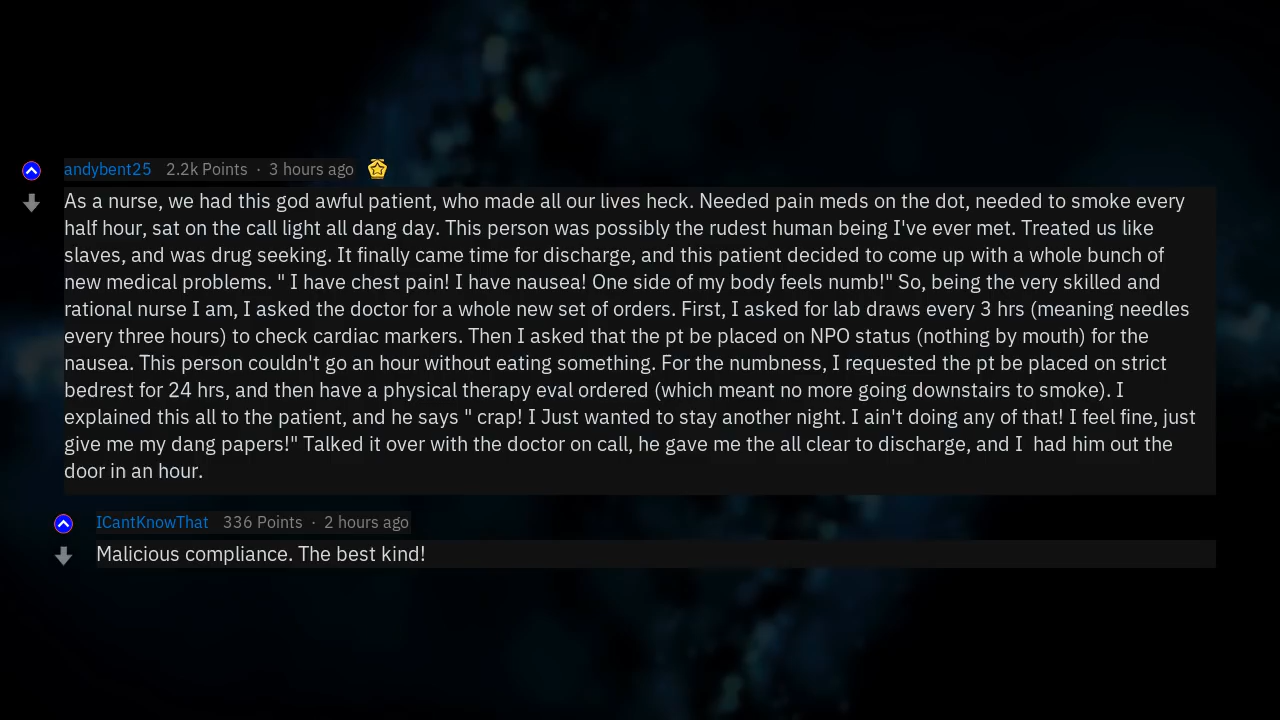 andybent25 2.2k Points · 3 hours ago
As a nurse, we had this god awful patient, who made all our lives heck. Needed pain meds on the dot, needed to smoke every
half hour, sat on the call light all dang day. This person was possibly the rudest human being I've ever met. Treated us like
slaves, and was drug seeking. It finally came time for discharge, and this patient decided to come up with a whole bunch of
new medical problems. " I have chest pain! I have nausea! One side of my body feels numb!" So, being the very skilled and
rational nurse I am, I asked the doctor for a whole new set of orders. First, I asked for lab draws every 3 hrs (meaning needles
every three hours) to check cardiac markers. Then I asked that the pt be placed on NPO status (nothing by mouth) for the
nausea. This person couldn't go an hour without eating something. For the numbness, I requested the pt be placed on strict
bedrest for 24 hrs, and then have a physical therapy eval ordered (which meant no more going downstairs to smoke). I
explained this all to the patient, and he says " crap! I Just wanted to stay another night. I ain't doing any of that! I feel fine, just
give me my dang papers!" Talked it over with the doctor on call, he gave me the all clear to discharge, and I  had him out the
door in an hour.
ICantKnowThat 336 Points · 2 hours ago
Malicious compliance. The best kind!